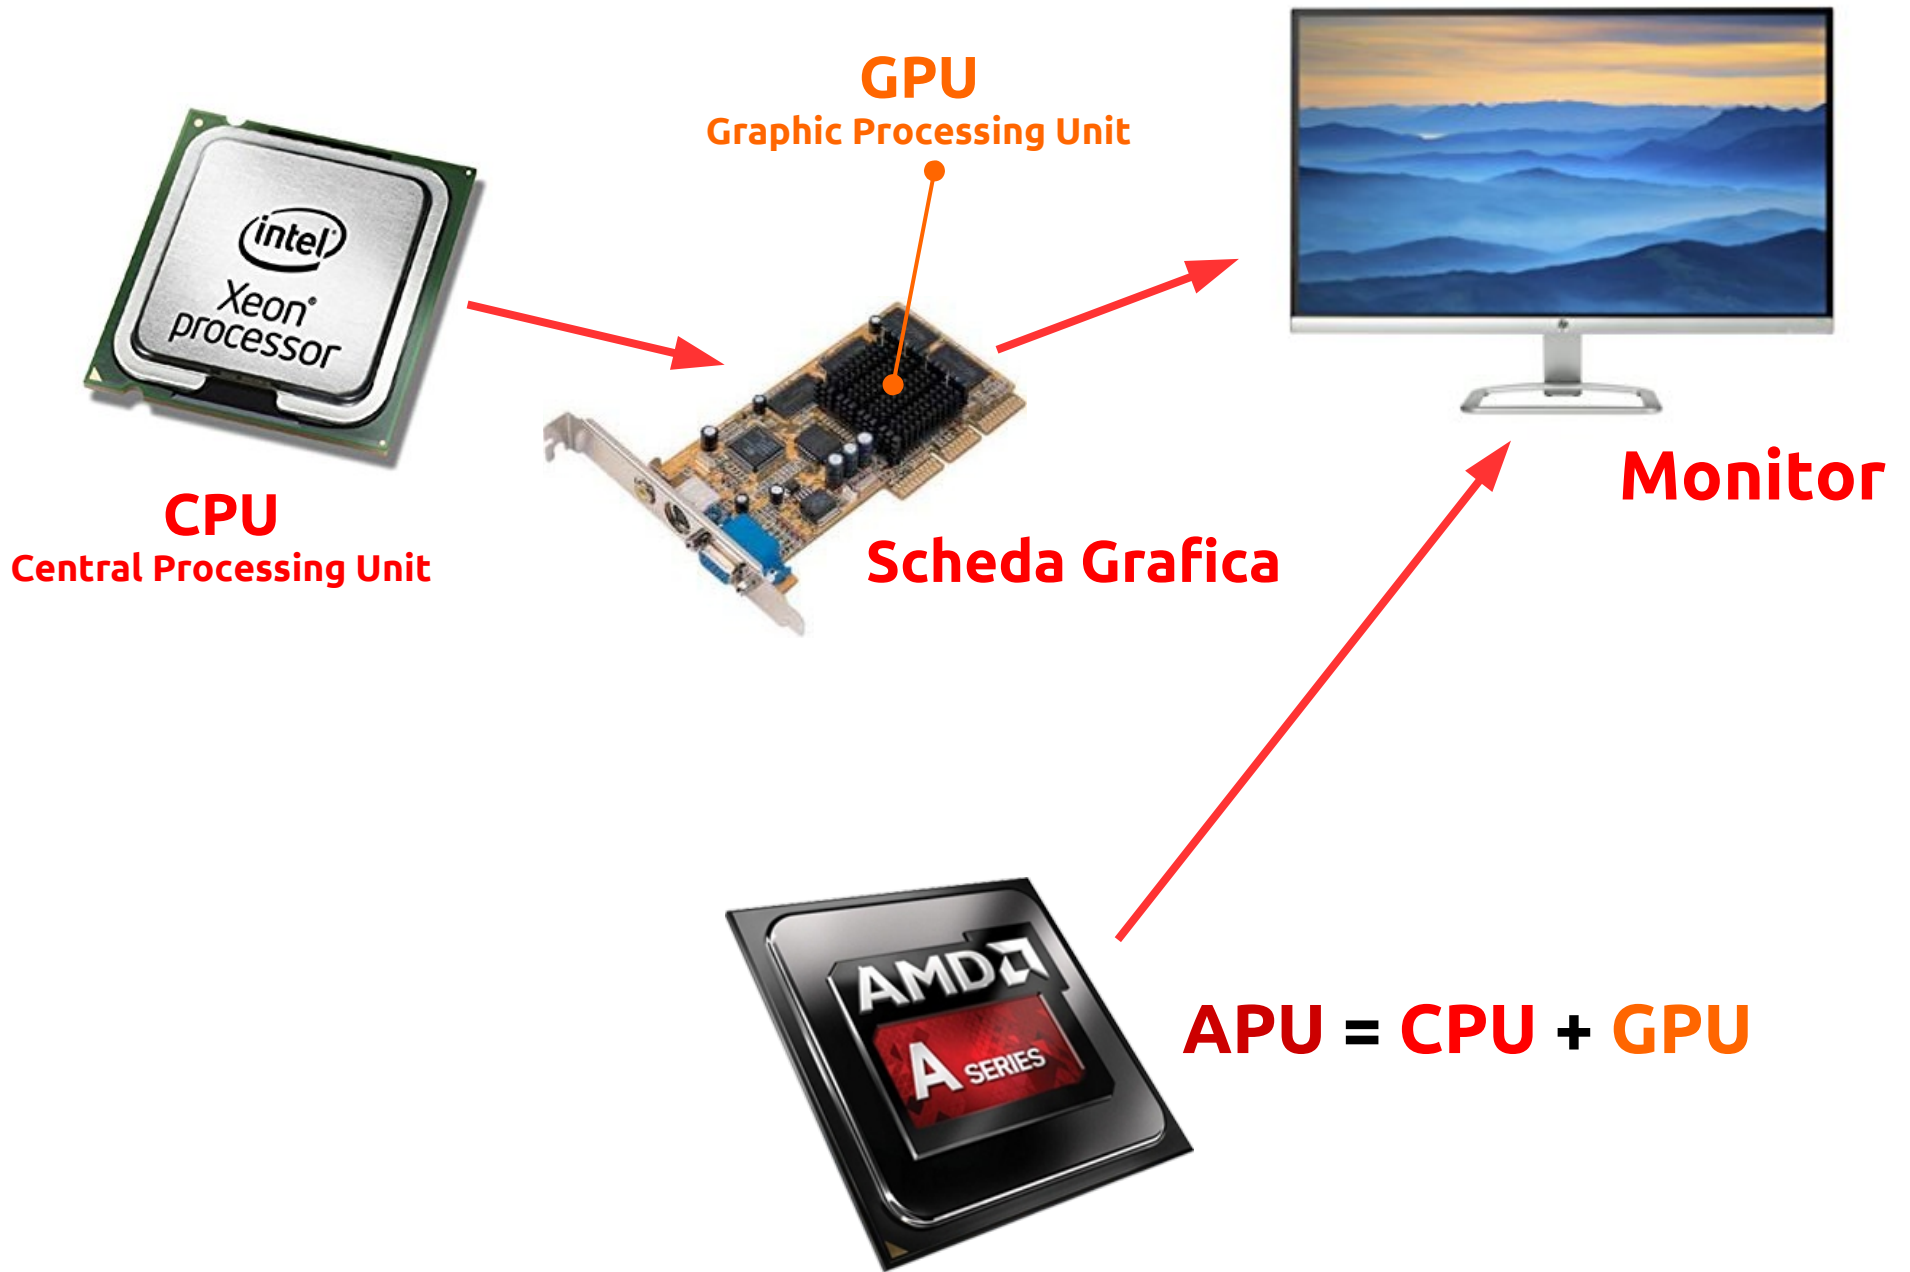 GPU
Graphic Processing Unit
intel
Xeon®
processor
CPU
Central Processing Unit
Scheda Grafica
Monitor
AMD
A SERIES
APU = CPU + GPU